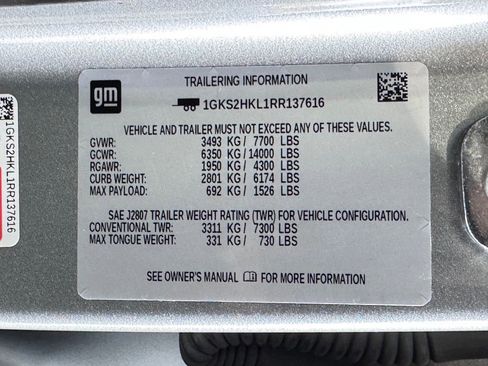 gm
TRAILERING INFORMATION
1GKS2HKL1RR137616
VEHICLE AND TRAILER MUST NOT EXCEED ANY OF THESE VALUES.
GVWR: 3493 KG / 7700 LBS
GCWR: 6350 KG / 14000 LBS
RGAWR: 1950 KG / 4300 LBS
CURB WEIGHT: 2801 KG / 6174 LBS
MAX PAYLOAD: 692 KG / 1526 LBS
SAE J2807 TRAILER WEIGHT RATING (TWR) FOR VEHICLE CONFIGURATION.
CONVENTIONAL TWR: 3311 KG / 7300 LBS
MAX TONGUE WEIGHT: 331 KG / 730 LBS
SEE OWNER'S MANUAL FOR MORE INFORMATION
1GKS2HKL1RR137616